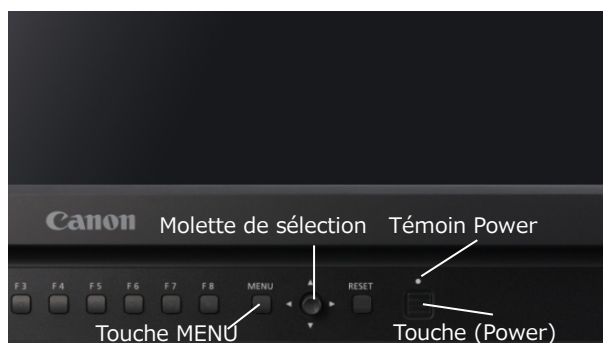 Canon
Molette de sélection
Témoin Power
F3 F4 F5 F6 F7 F8 MENU RESET
Touche MENU
Touche (Power)